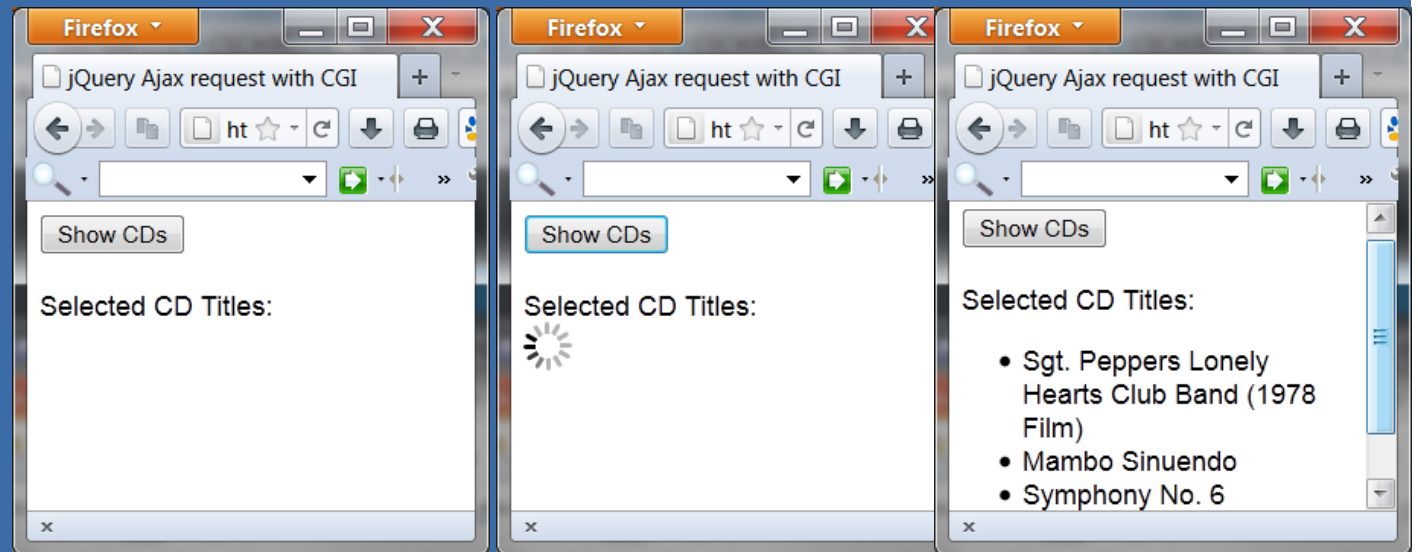 Firefox
jQuery Ajax request with CGI
ht
Show CDs
Selected CD Titles:
Firefox
jQuery Ajax request with CGI
ht
Show CDs
Selected CD Titles:
Firefox
jQuery Ajax request with CGI
ht
Show CDs
Selected CD Titles:
• Sgt. Peppers Lonely
Hearts Club Band (1978
Film)
• Mambo Sinuendo
• Symphony No. 6